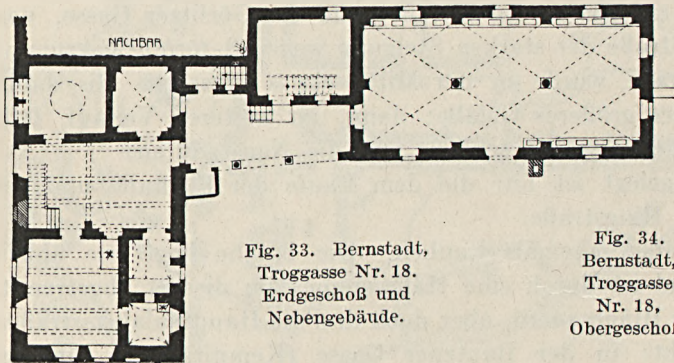 NACHBAR
Fig. 33. Bernstadt,
Troggasse Nr. 18.
Erdgeschoß und
Nebengebäude.
Fig. 34.
Bernstadt,
Troggasse
Nr. 18,
Obergeschoß